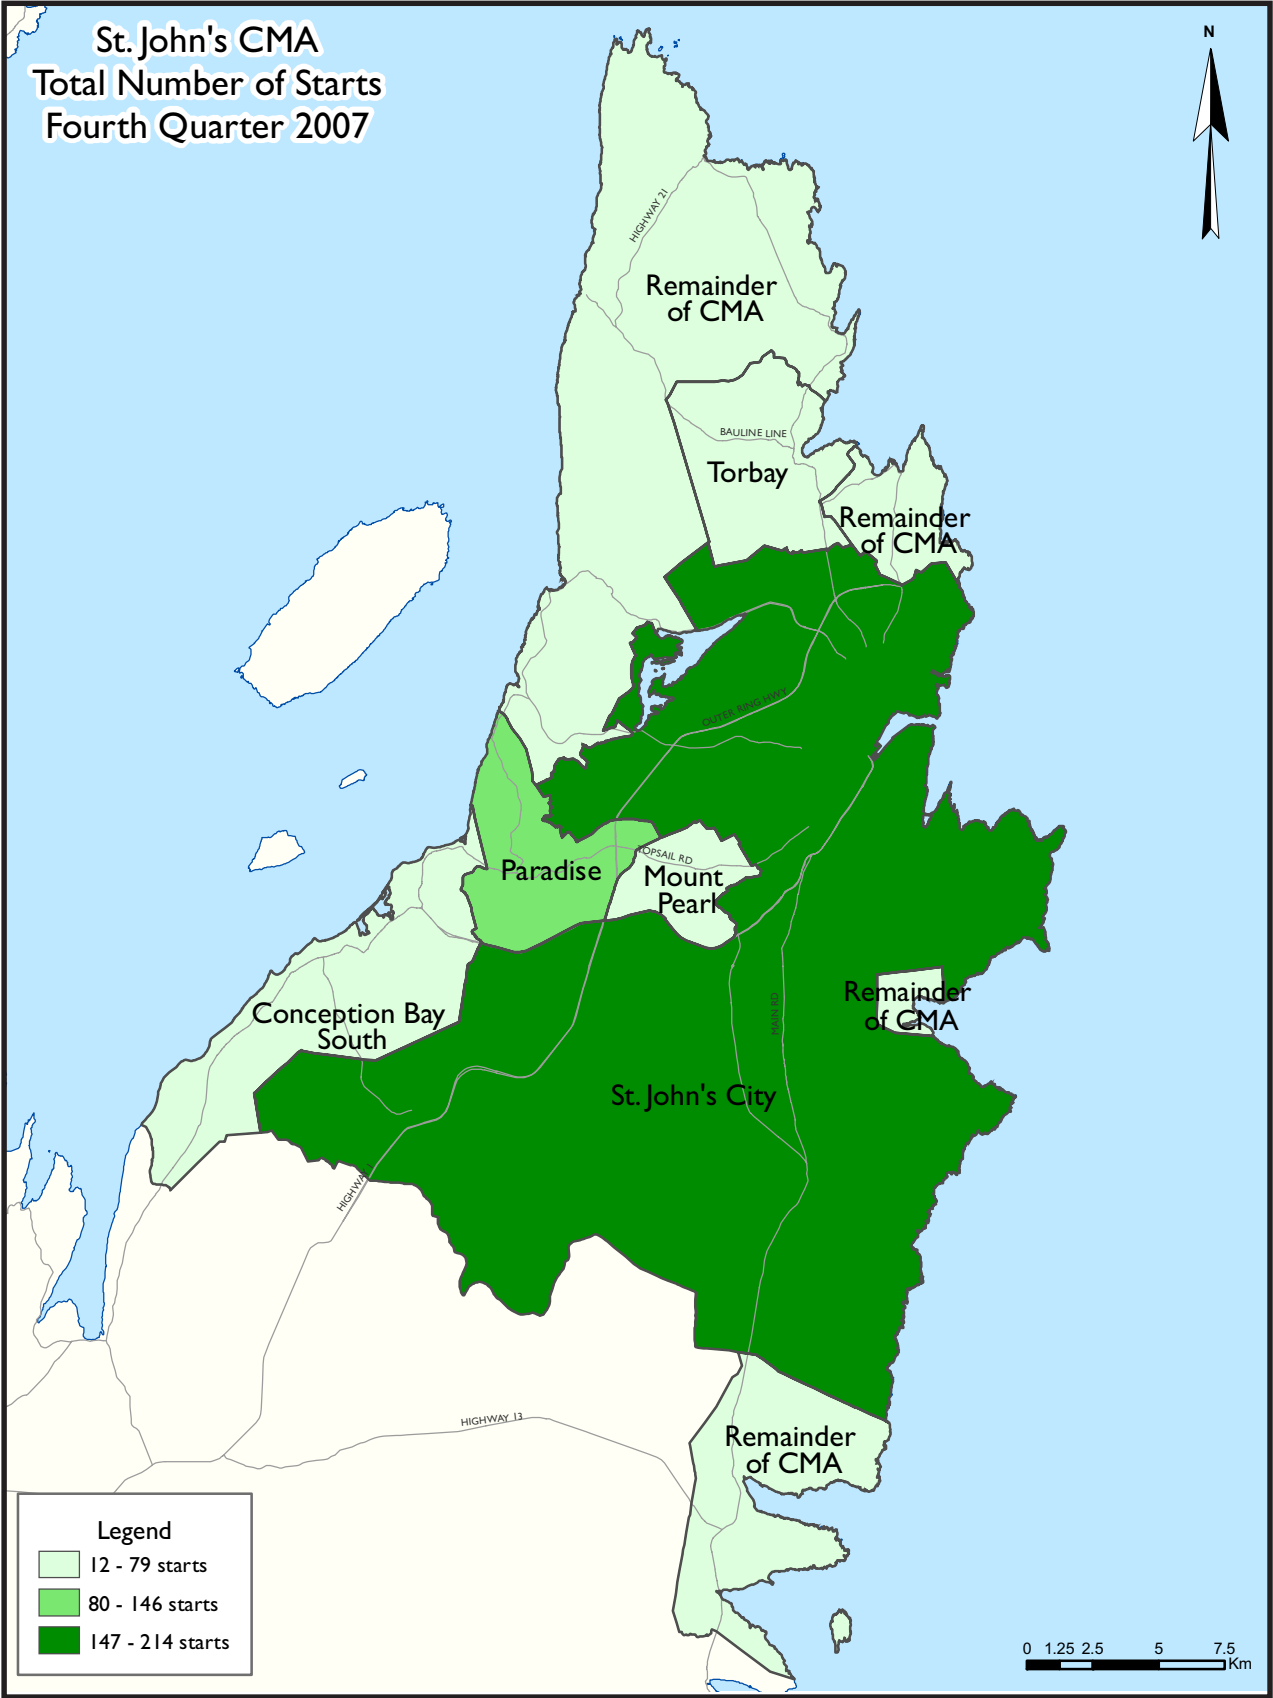 St. John's CMA
Total Number of Starts
Fourth Quarter 2007
N
HIGHWAY 21
Remainder
of CMA
BAULINE LINE
Torbay
Remainder
of CMA
OUTER RING HWY
TOPSAIL RD
Paradise
Mount
Pearl
Remainder
of CMA
MAIN RD
Conception Bay
South
St. John's City
HIGHWAY 1
HIGHWAY 13
Remainder
of CMA
Legend
12 - 79 starts
80 - 146 starts
147 - 214 starts
0 1.25 2.5 5 7.5
Km